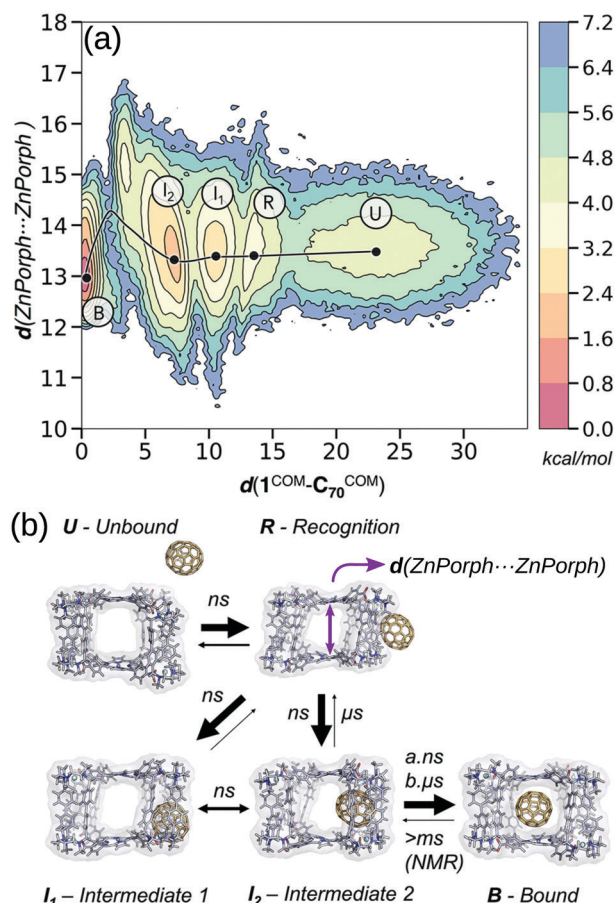 (a)
d(ZnPorph···ZnPorph)
18
17
16
15
14
13
12
11
10
I₂
I₁
R
U
B
0
5
10
15
20
25
30
d(1ᶜᴼᴹ-C₇₀ᶜᴼᴹ)
7.2
6.4
5.6
4.8
4.0
3.2
2.4
1.6
0.8
0.0
kcal/mol
(b)
U - Unbound
R - Recognition
d(ZnPorph···ZnPorph)
ns
ns
ns
μs
ns
a.ns
b.μs
>ms
(NMR)
I₁ – Intermediate 1
I₂ – Intermediate 2
B - Bound